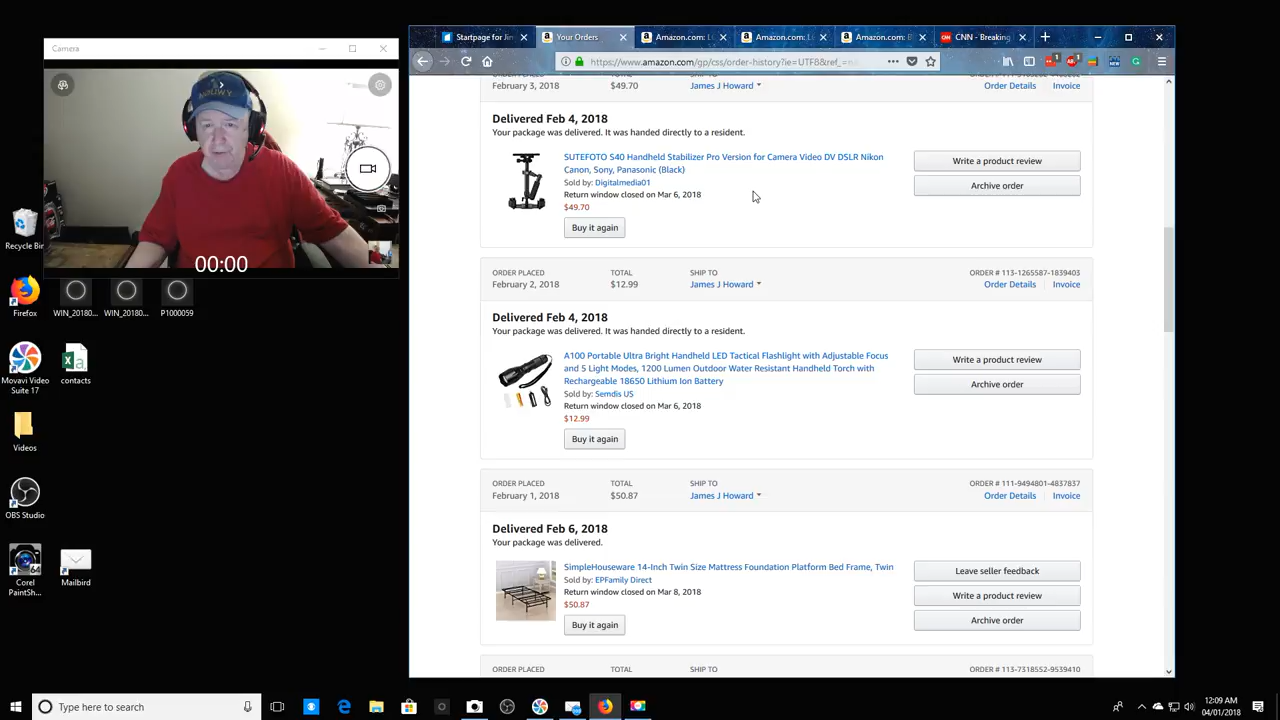 Camera
00:00
Recycle Bin
Firefox
WIN_20180...
WIN_20180...
P1000059
Movavi Video
Suite 17
contacts
Videos
OBS Studio
Corel
PaintSh...
Mailbird
Startpage for Jim
Your Orders
Amazon.com: L
Amazon.com: L
Amazon.com: B
CNN - Breaking
https://www.amazon.com/gp/css/order-history?ie=UTF8&ref_=n
February 3, 2018
$49.70
James J Howard
Order Details
Invoice
Delivered Feb 4, 2018
Your package was delivered. It was handed directly to a resident.
SUTEFOTO S40 Handheld Stabilizer Pro Version for Camera Video DV DSLR Nikon
Canon, Sony, Panasonic (Black)
Sold by: Digitalmedia01
Return window closed on Mar 6, 2018
$49.70
Buy it again
Write a product review
Archive order
ORDER PLACED
TOTAL
SHIP TO
ORDER # 113-1265587-1839403
February 2, 2018
$12.99
James J Howard
Order Details
Invoice
Delivered Feb 4, 2018
Your package was delivered. It was handed directly to a resident.
A100 Portable Ultra Bright Handheld LED Tactical Flashlight with Adjustable Focus
and 5 Light Modes, 1200 Lumen Outdoor Water Resistant Handheld Torch with
Rechargeable 18650 Lithium Ion Battery
Sold by: Semdis US
Return window closed on Mar 6, 2018
$12.99
Buy it again
Write a product review
Archive order
ORDER PLACED
TOTAL
SHIP TO
ORDER # 111-9494801-4837837
February 1, 2018
$50.87
James J Howard
Order Details
Invoice
Delivered Feb 6, 2018
Your package was delivered.
SimpleHouseware 14-Inch Twin Size Mattress Foundation Platform Bed Frame, Twin
Sold by: EPFamily Direct
Return window closed on Mar 8, 2018
$50.87
Buy it again
Leave seller feedback
Write a product review
Archive order
ORDER PLACED
TOTAL
SHIP TO
ORDER # 113-7318552-9539410
Type here to search
12:09 AM
04/01/2018